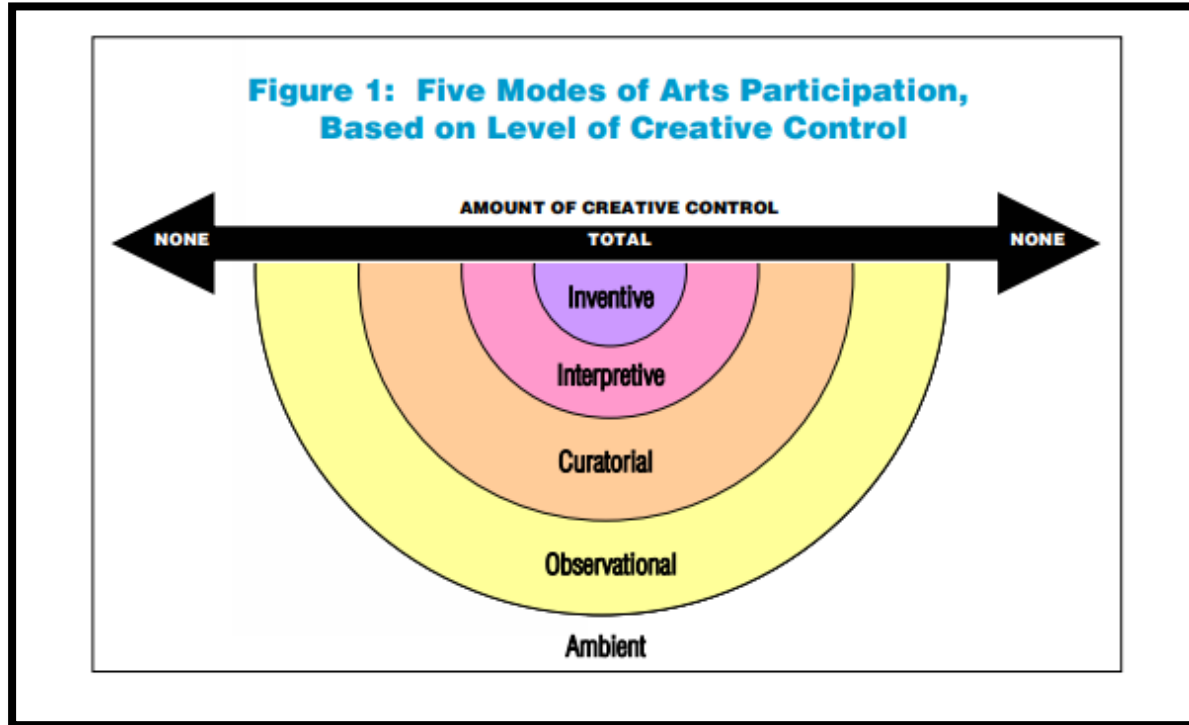 Figure 1: Five Modes of Arts Participation,
Based on Level of Creative Control
AMOUNT OF CREATIVE CONTROL
NONE TOTAL NONE
Inventive
Interpretive
Curatorial
Observational
Ambient